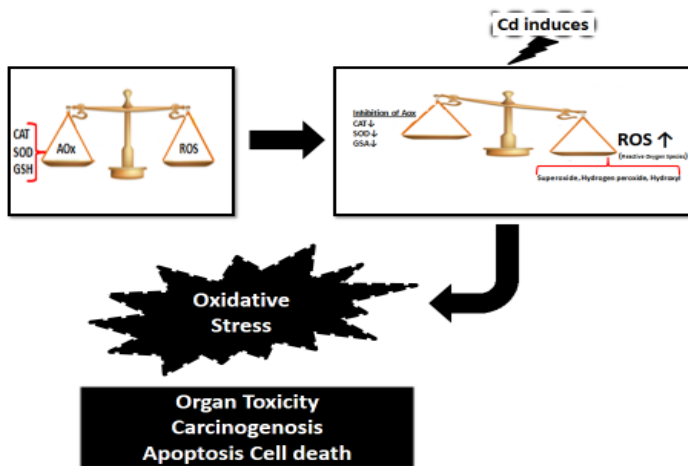 Cd induces
CAT
SOD
GSH
AOx
ROS
Inhibition of Aox
CAT↓
SOD↓
GSA↓
ROS ↑
(Reactive Oxygen Species)
Superoxide, Hydrogen peroxide, Hydroxyl
Oxidative
Stress
Organ Toxicity
Carcinogenosis
Apoptosis Cell death